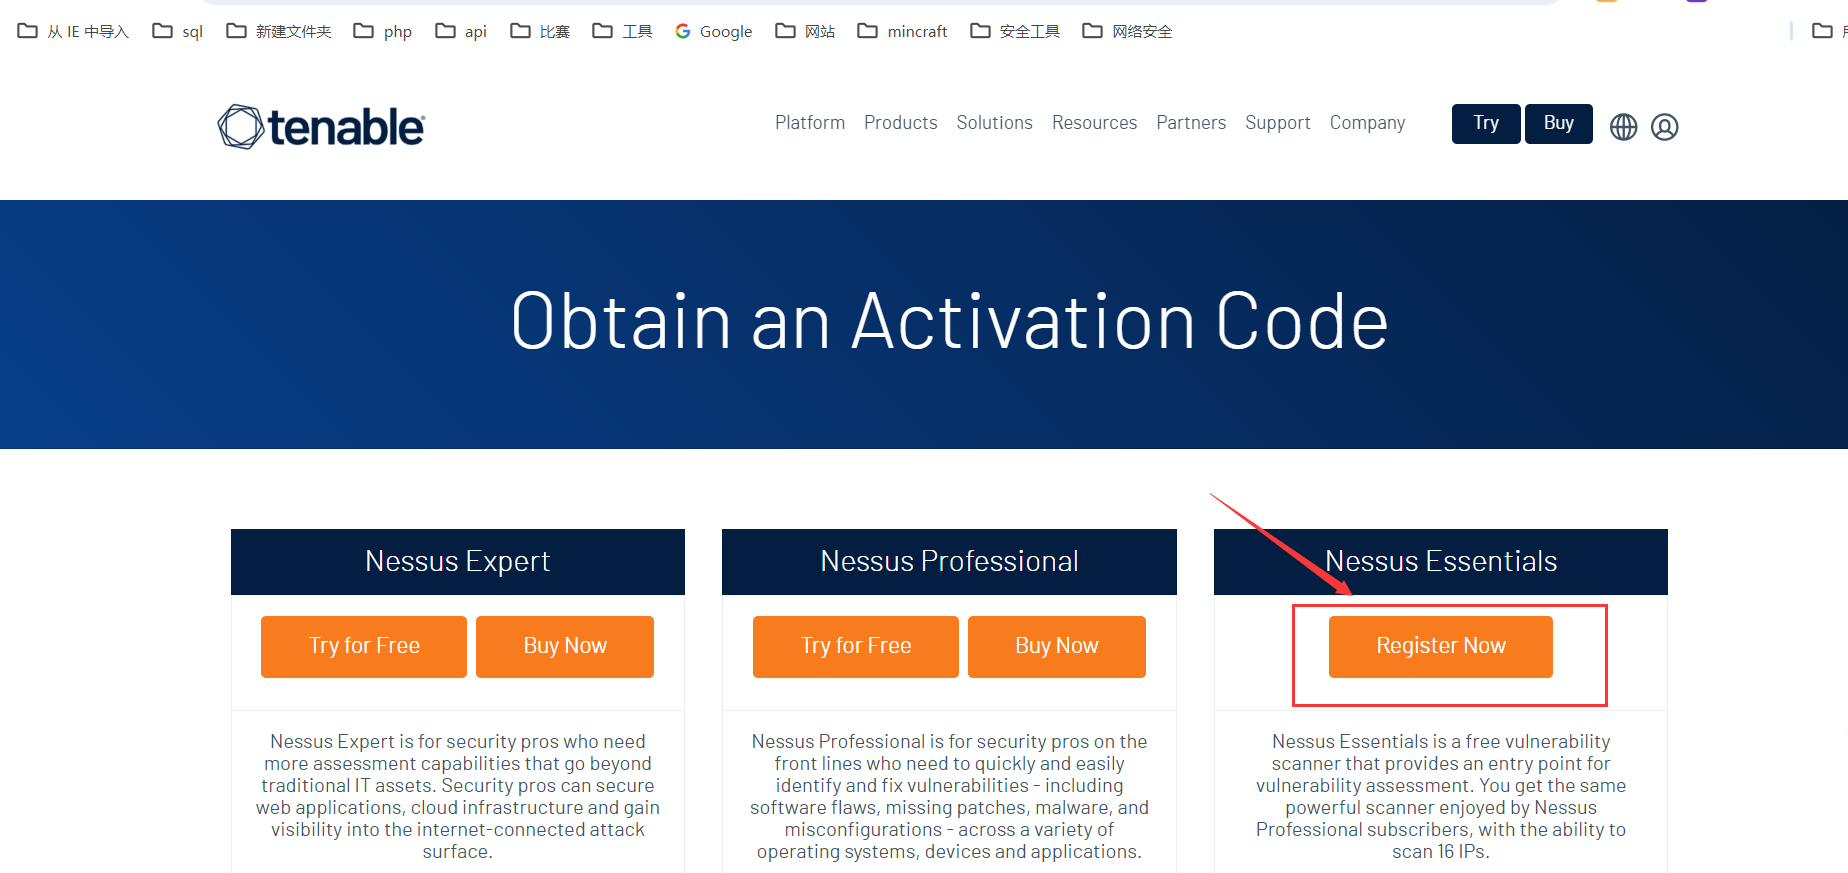 从 IE 中导入 sql 新建文件夹 php api 比赛 工具 Google 网站 mincraft 安全工具 网络安全
tenable
Platform Products Solutions Resources Partners Support Company Try Buy
Obtain an Activation Code
Nessus Expert
Try for Free Buy Now
Nessus Expert is for security pros who need
more assessment capabilities that go beyond
traditional IT assets. Security pros can secure
web applications, cloud infrastructure and gain
visibility into the internet-connected attack
surface.
Nessus Professional
Try for Free Buy Now
Nessus Professional is for security pros on the
front lines who need to quickly and easily
identify and fix vulnerabilities - including
software flaws, missing patches, malware, and
misconfigurations - across a variety of
operating systems, devices and applications.
Nessus Essentials
Register Now
Nessus Essentials is a free vulnerability
scanner that provides an entry point for
vulnerability assessment. You get the same
powerful scanner enjoyed by Nessus
Professional subscribers, with the ability to
scan 16 IPs.